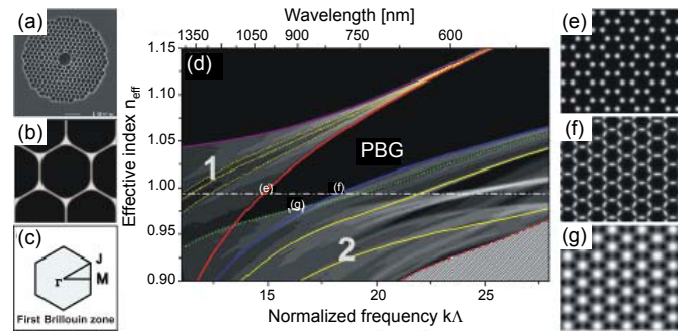 (a)
(b)
(c)
J
M
Γ
First Brillouin zone
Wavelength [nm]
1350
1050
900
750
600
1.15
1.10
1.05
1.00
0.95
0.90
Effective index n_eff
(d)
1
PBG
(e)
(f)
(g)
2
15
20
25
Normalized frequency kΛ
(e)
(f)
(g)